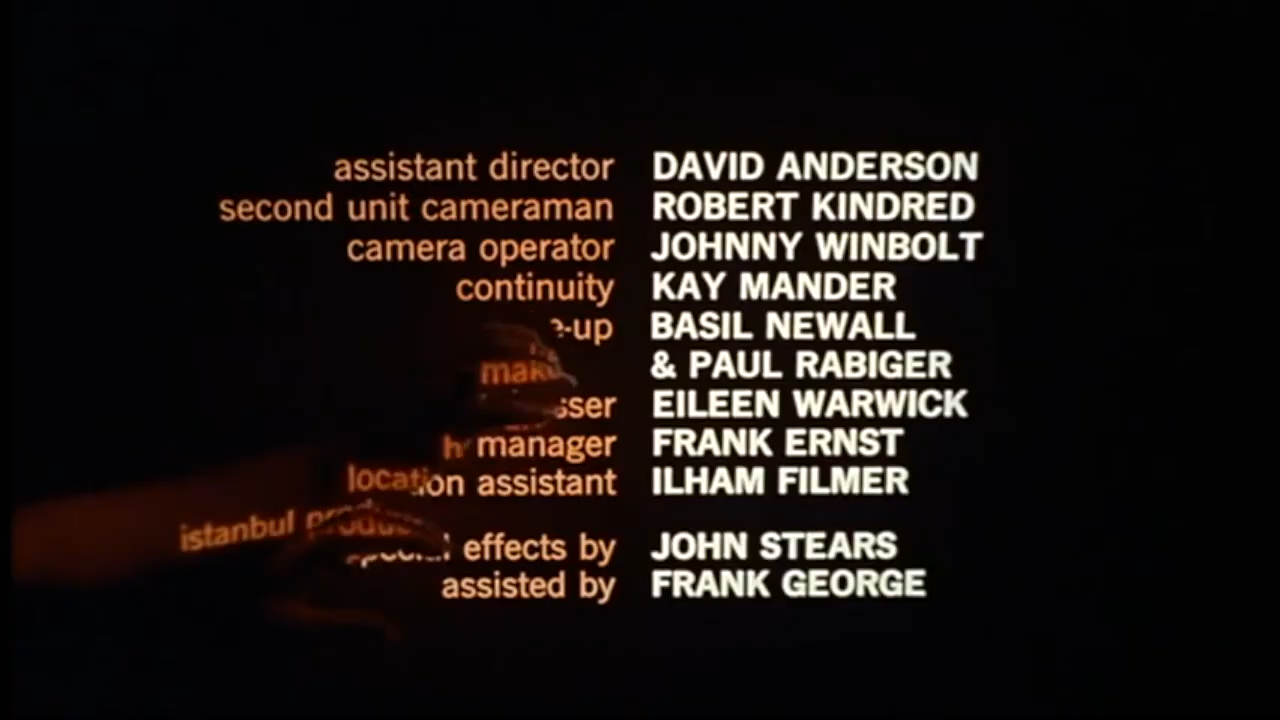 assistant director DAVID ANDERSON
second unit cameraman ROBERT KINDRED
camera operator JOHNNY WINBOLT
continuity KAY MANDER
-up BASIL NEWALL
& PAUL RABIGER
EILEEN WARWICK
manager FRANK ERNST
location assistant ILHAM FILMER
istanbul
effects by JOHN STEARS
assisted by FRANK GEORGE